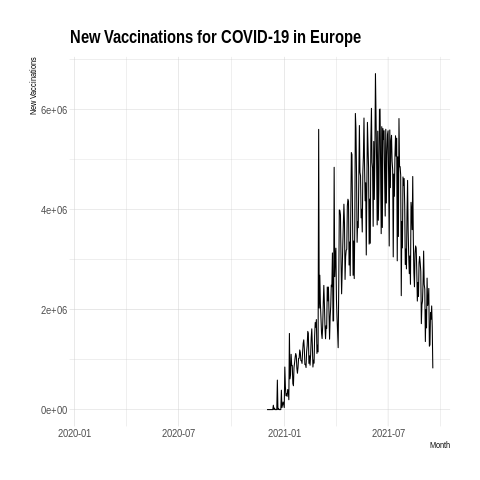 New Vaccinations for COVID-19 in Europe
New Vaccinations
6e+06
4e+06
2e+06
0e+00
2020-01 2020-07 2021-01 2021-07
Month